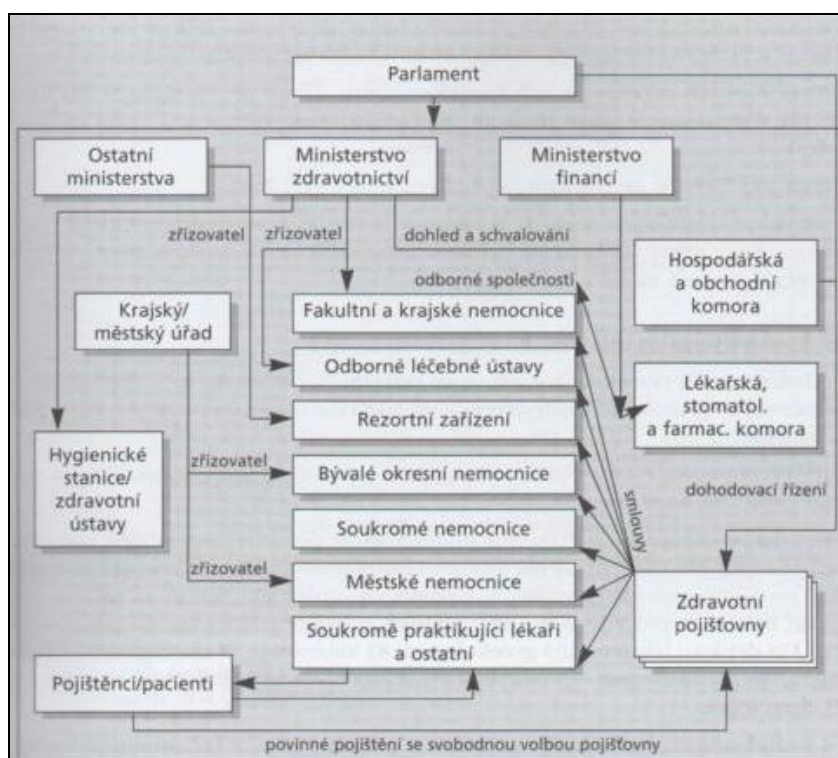 Parlament
Ostatní
ministerstva
Ministerstvo
zdravotnictví
Ministerstvo
financí
zřizovatel
zřizovatel
dohled a schvalování
Hospodářská
a obchodní
komora
odborné společnosti
Krajský/
městský úřad
Fakultní a krajské nemocnice
Odborné léčebné ústavy
Lékařská,
stomatol.
a farmac. komora
Rezortní zařízení
Hygienické
stanice/
zdravotní
ústavy
zřizovatel
Bývalé okresní nemocnice
dohodovací řízení
smlouvy
Soukromé nemocnice
zřizovatel
Městské nemocnice
Zdravotní
pojišťovny
Soukromě praktikující lékaři
a ostatní
Pojištěnci/pacienti
povinné pojištění se svobodnou volbou pojišťovny